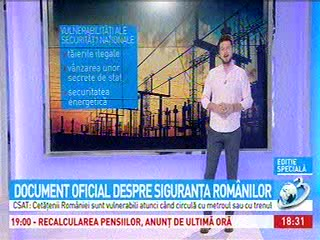 VULNERABILITĂȚI ALE
SECURITĂȚII NAȚIONALE
tăierile ilegale
vânzarea unor
secrete de stat
securitatea
energetică
EDIȚIE
SPECIALĂ
DOCUMENT OFICIAL DESPRE SIGURANTA ROMÂNILOR
CSAT: Cetățenii României sunt vulnerabili atunci când circulă cu metroul sau cu trenul
19:00 - RECALCULAREA PENSIILOR, ANUNȚ DE ULTIMĂ ORĂ
18:31